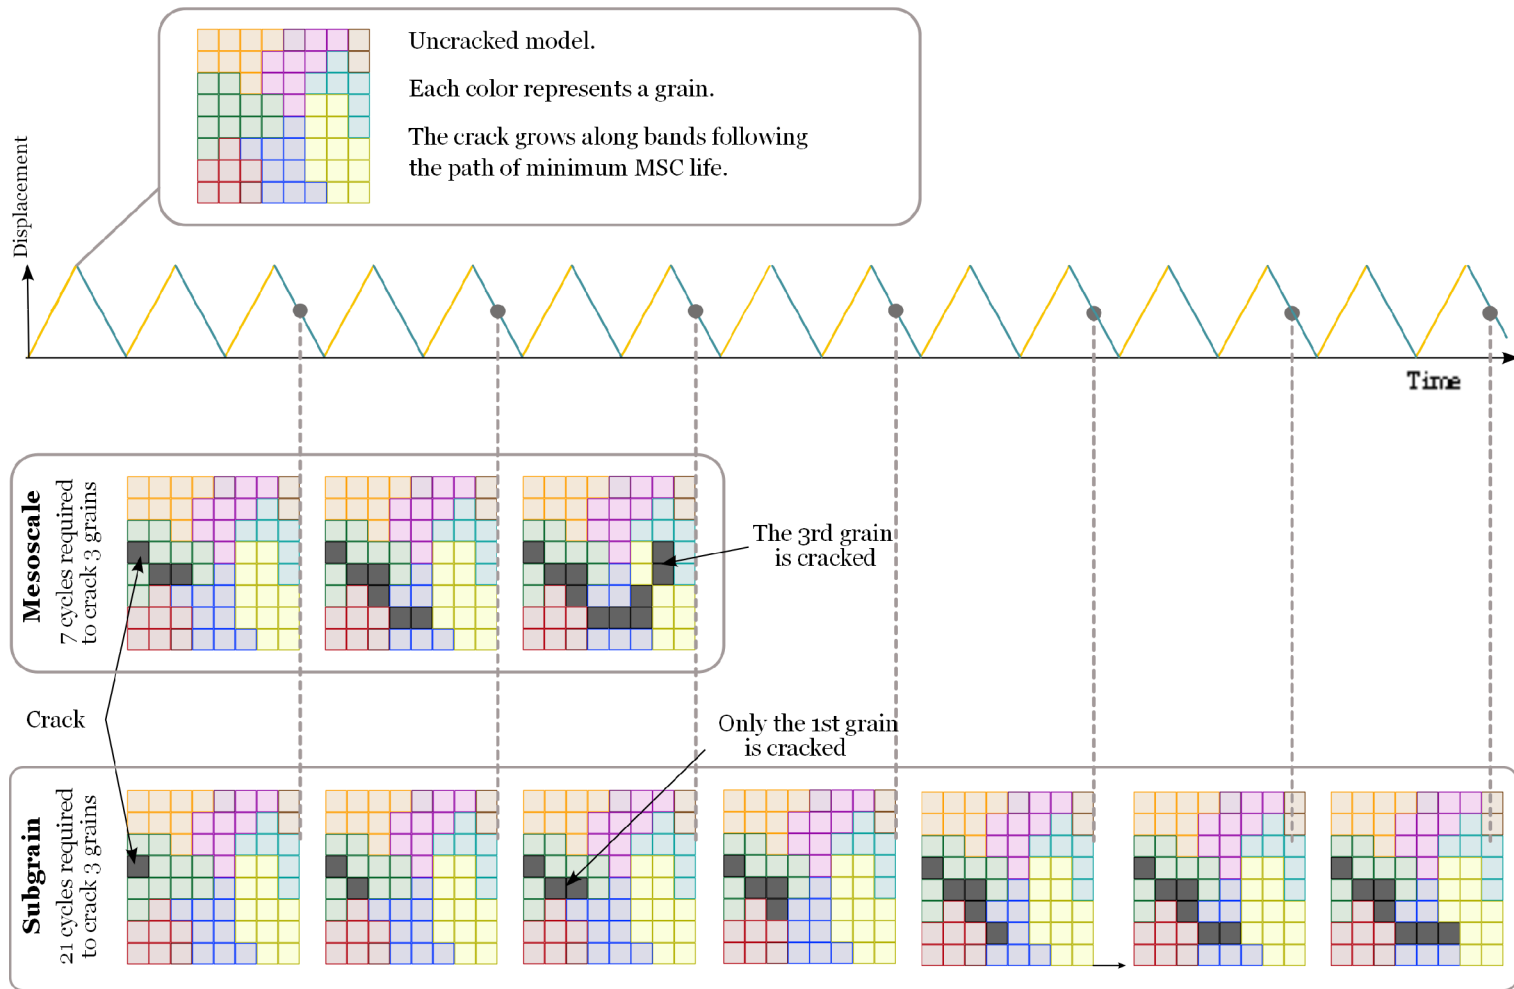 Uncracked model.
Each color represents a grain.
The crack grows along bands following
the path of minimum MSC life.
Displacement
Time
Mesoscale
7 cycles required
to crack 3 grains
The 3rd grain
is cracked
Crack
Only the 1st grain
is cracked
Subgrain
21 cycles required
to crack 3 grains